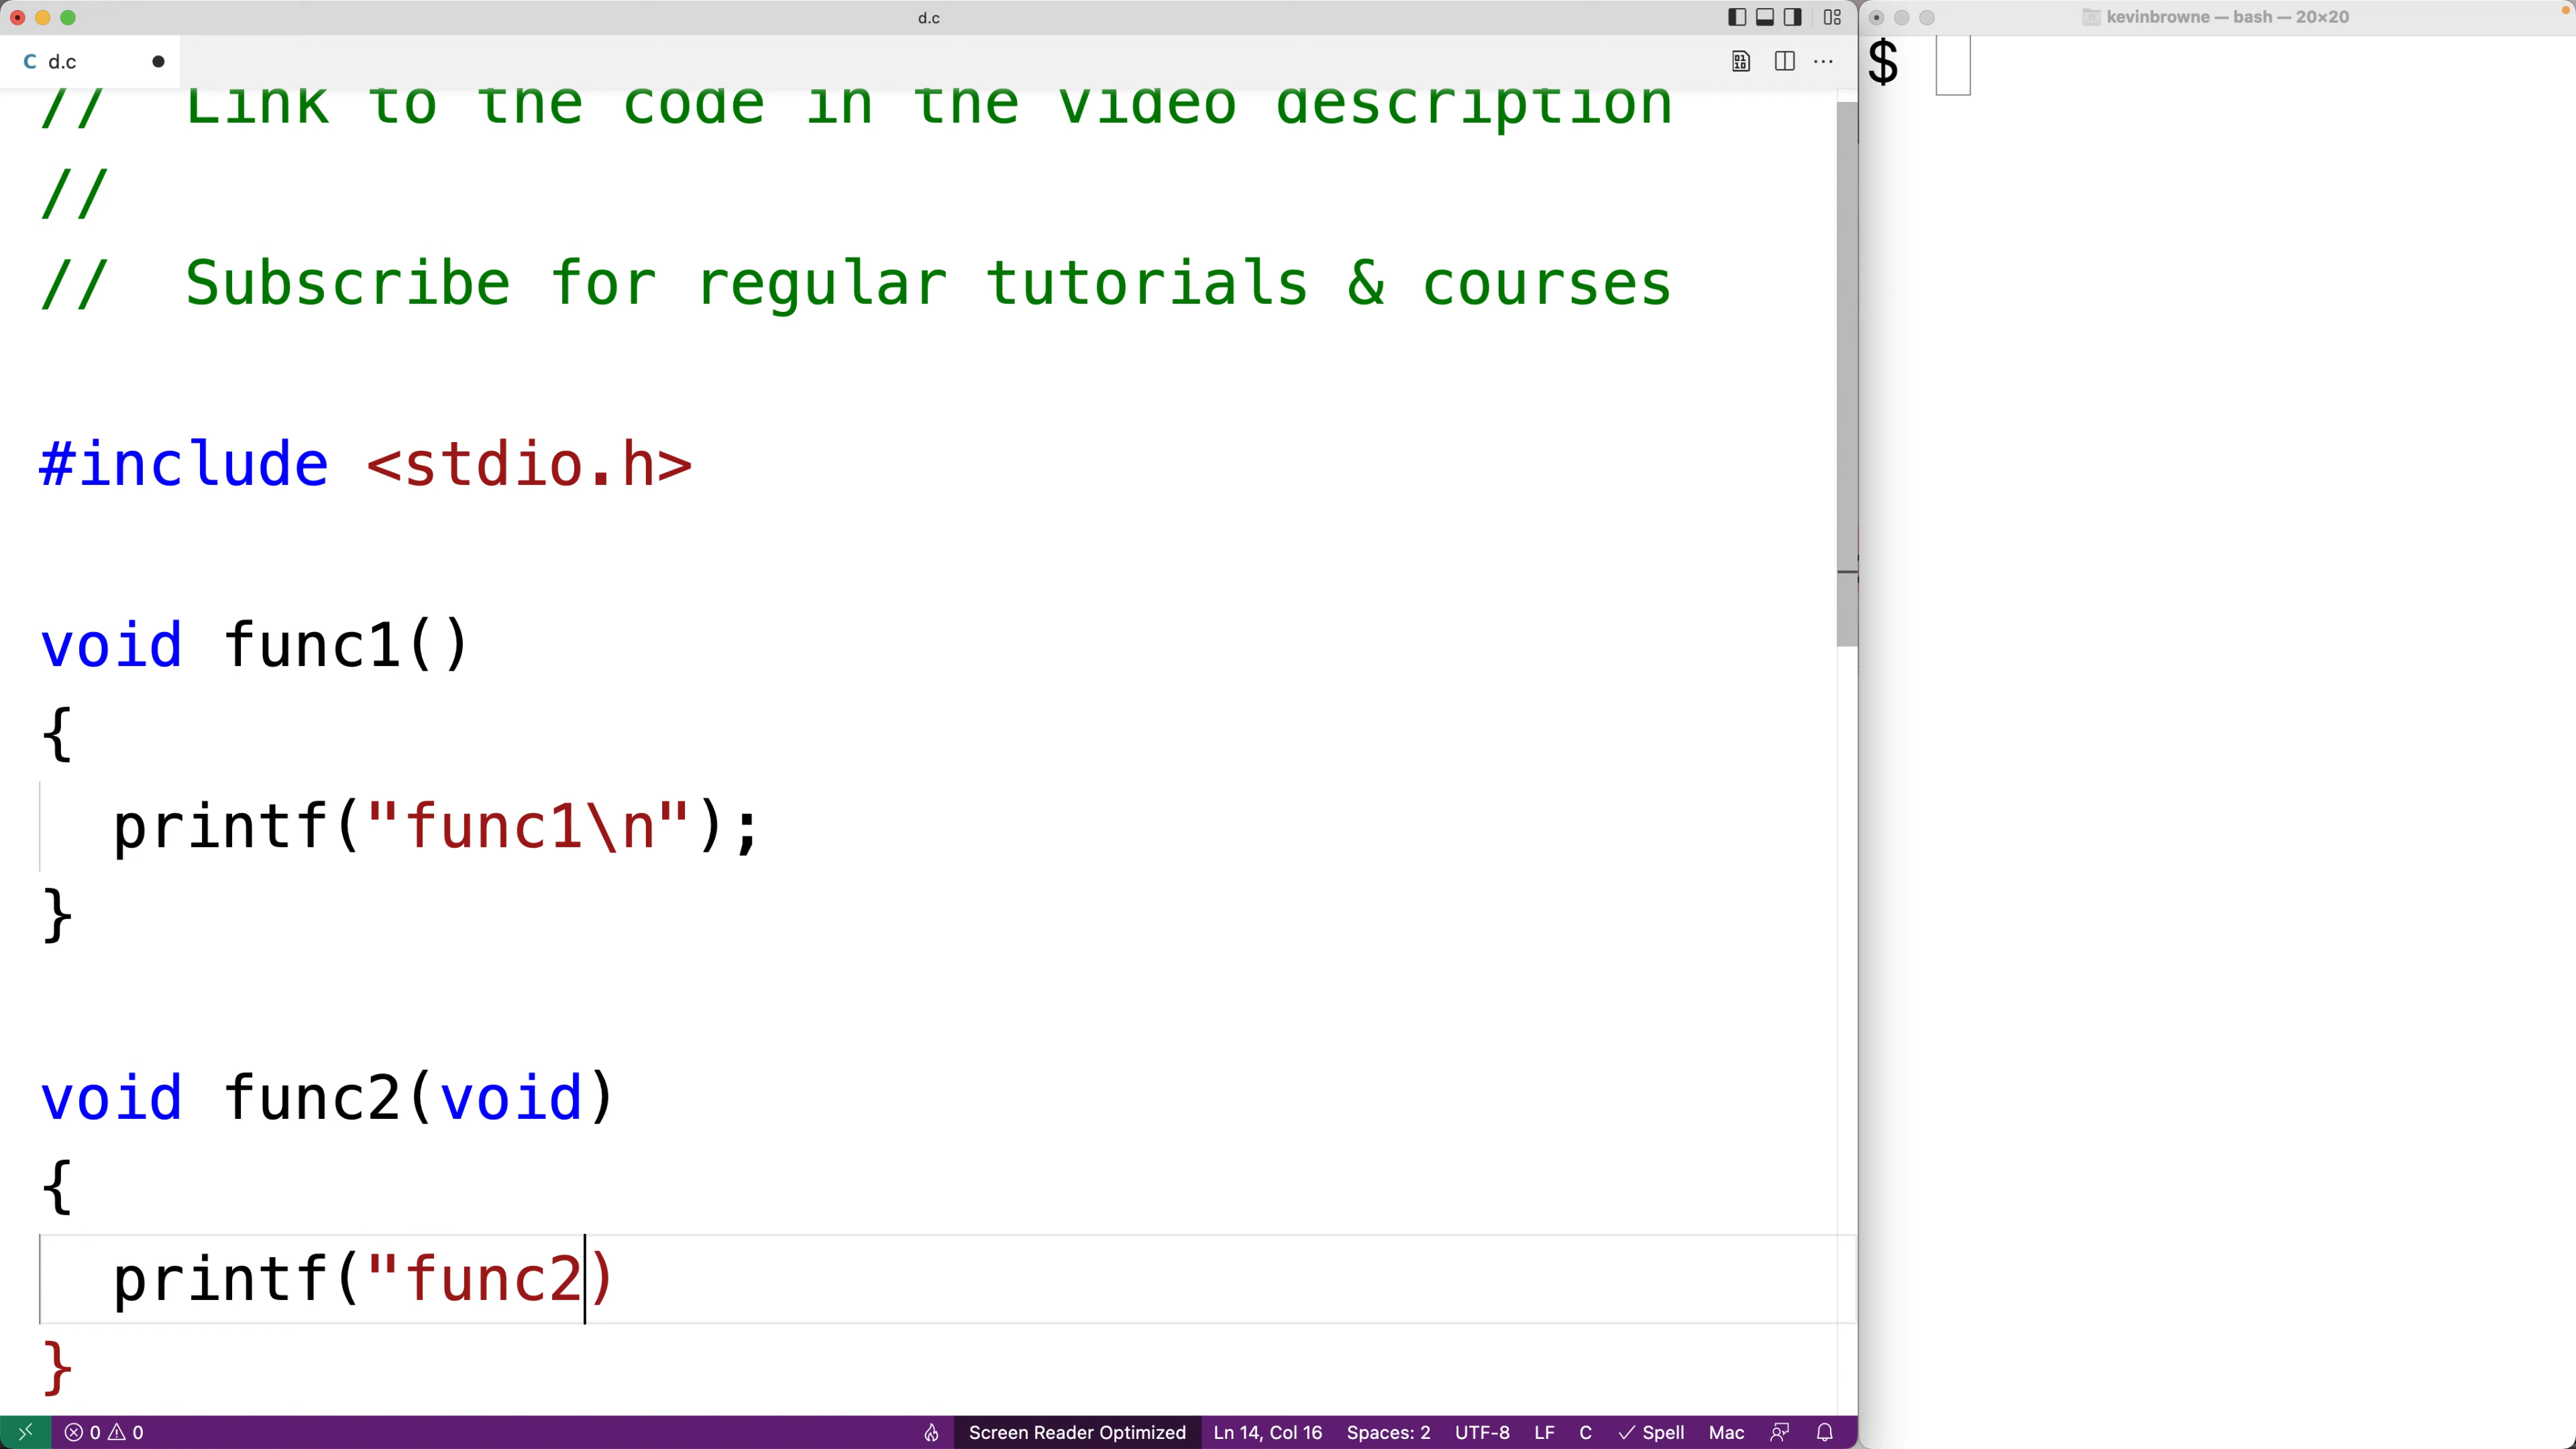 d.c
kevinbrowne — bash — 20×20
C d.c
$
// Link to the code in the video description
//
// Subscribe for regular tutorials & courses
#include <stdio.h>
void func1()
{
printf("func1\n");
}
void func2(void)
{
printf("func2)
}
0 0
Screen Reader Optimized Ln 14, Col 16 Spaces: 2 UTF-8 LF C Spell Mac